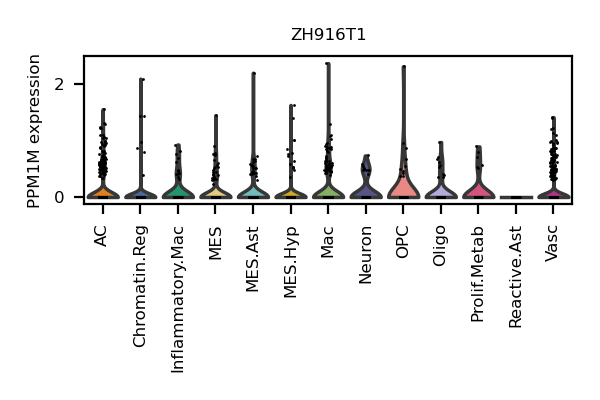 ZH916T1
PPM1M expression
2
0
AC
Chromatin.Reg
Inflammatory.Mac
MES
MES.Ast
MES.Hyp
Mac
Neuron
OPC
Oligo
Prolif.Metab
Reactive.Ast
Vasc